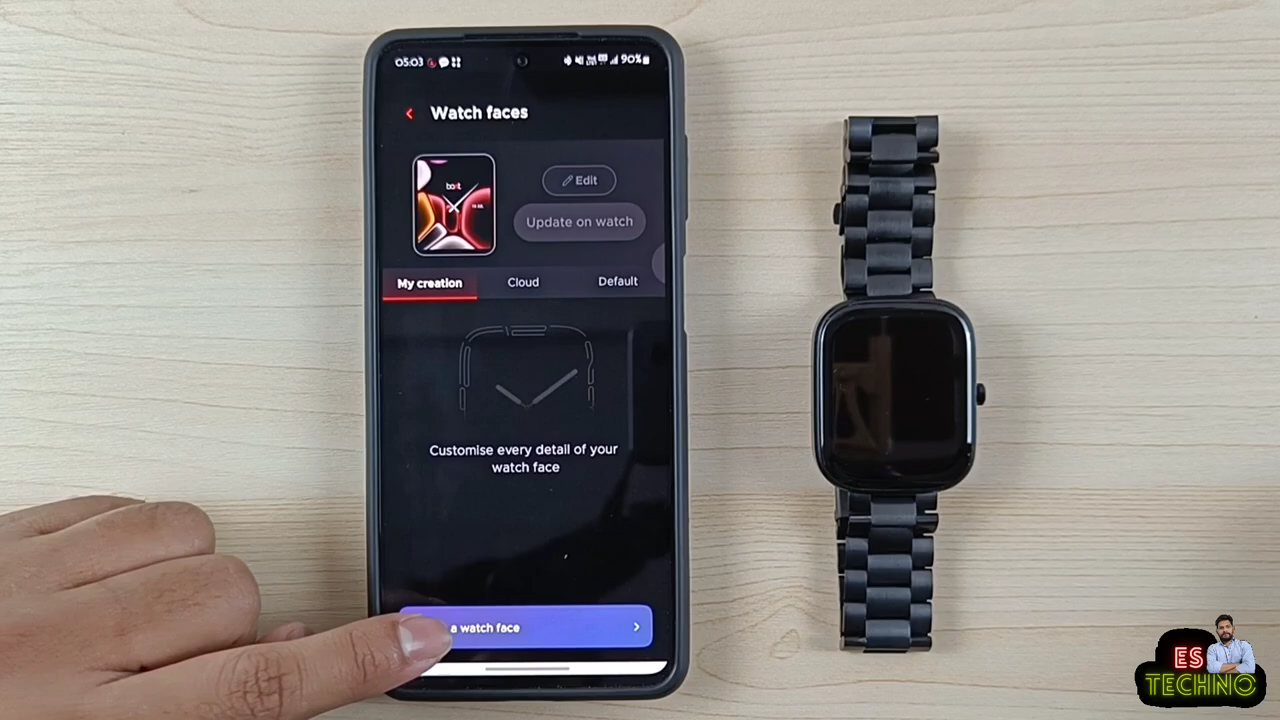 05:03
90%
Watch faces
Edit
Update on watch
My creation
Cloud
Default
Customise every detail of your
watch face
a watch face
ES
TECHNO